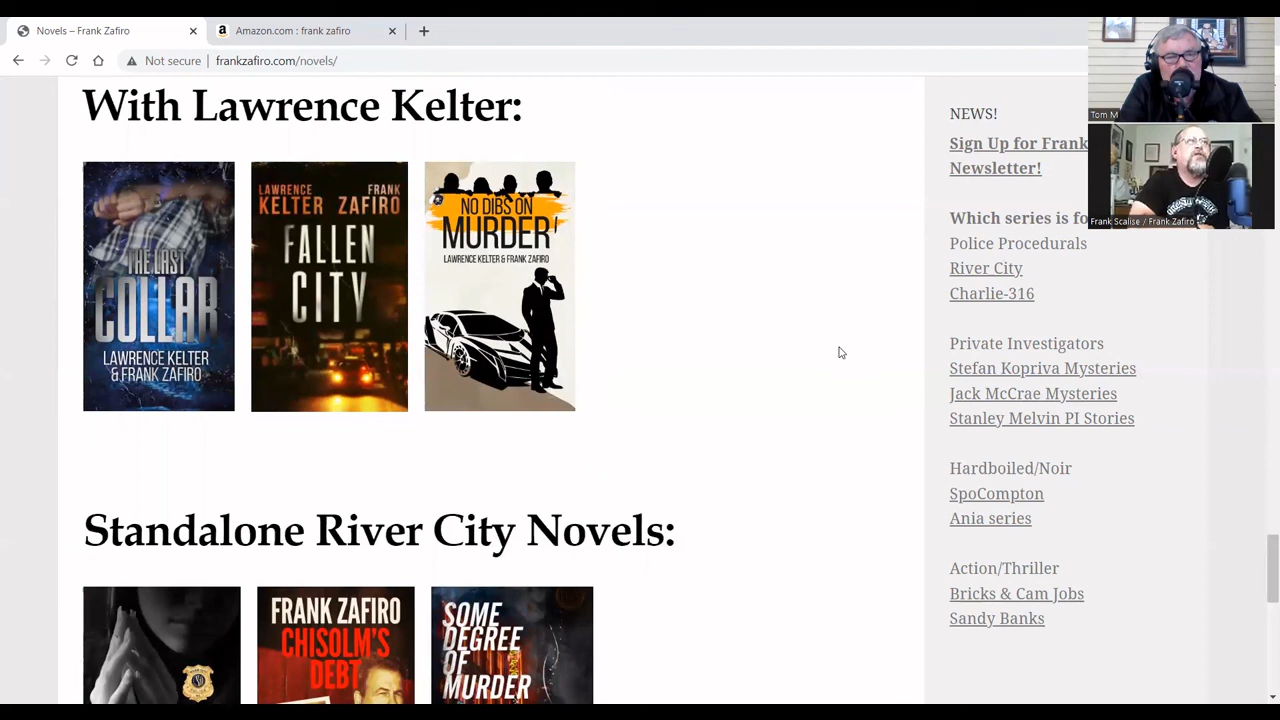 Novels – Frank Zafiro
Amazon.com : frank zafiro
Not secure
frankzafiro.com/novels/
With Lawrence Kelter:
THE LAST
COLLAR
LAWRENCE KELTER
& FRANK ZAFIRO
LAWRENCE KELTER
FRANK ZAFIRO
FALLEN
CITY
NO DIBS ON
MURDER
LAWRENCE KELTER & FRANK ZAFIRO
Standalone River City Novels:
FRANK ZAFIRO
CHISOLM'S
DEBT
SOME
DEGREE
OF
MURDER
NEWS!
Sign Up for Frank
Newsletter!
Which series is fo
Police Procedurals
River City
Charlie-316
Private Investigators
Stefan Kopriva Mysteries
Jack McCrae Mysteries
Stanley Melvin PI Stories
Hardboiled/Noir
SpoCompton
Ania series
Action/Thriller
Bricks & Cam Jobs
Sandy Banks
Tom M
Frank Scalise / Frank Zafiro